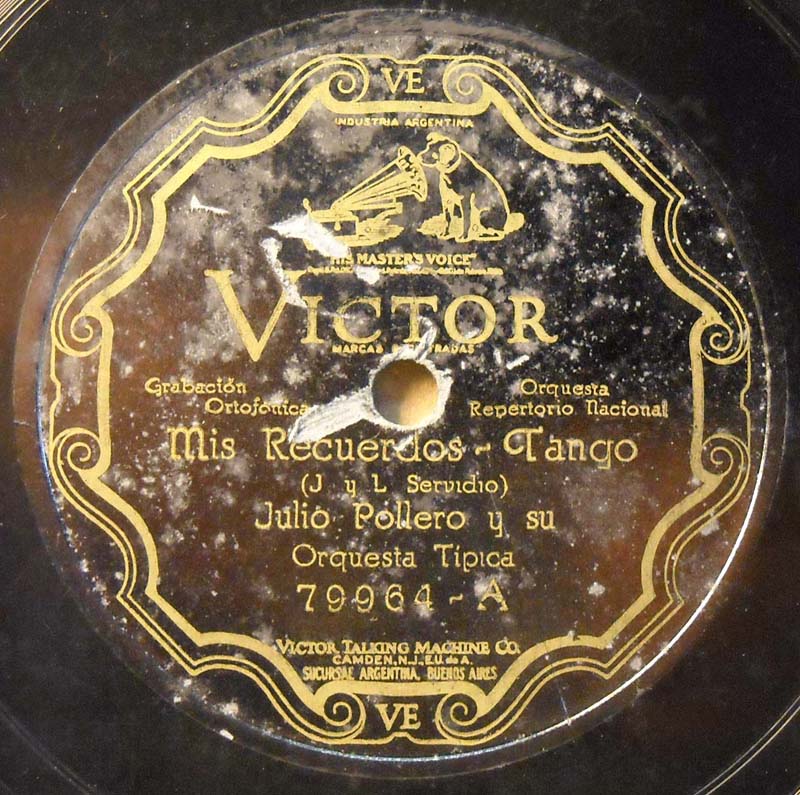 VE
INDUSTRIA ARGENTINA
"HIS MASTER'S VOICE"
VICTOR
MARCAS
Grabación Orquesta
Ortofónica Repertorio Nacional
Mis Recuerdos - Tango
(J y L Servidio)
Julio Pollero y su
Orquesta Típica
79964-A
VICTOR TALKING MACHINE CO.
CAMDEN, N.J., E.U. de A.
SUCURSAL ARGENTINA, BUENOS AIRES
VE